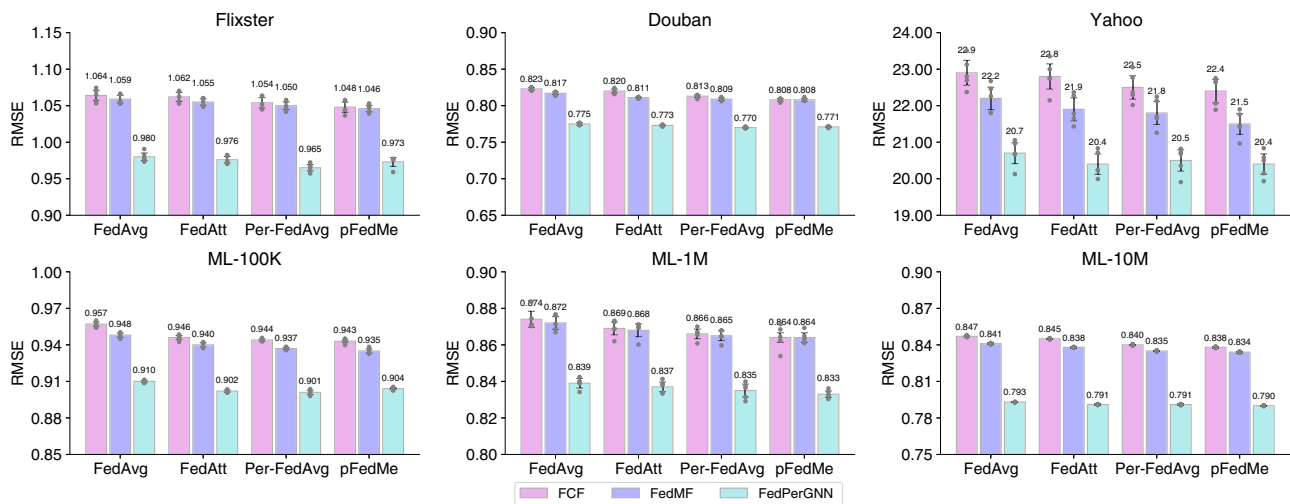 Flixster
1.15
1.10
1.05
1.00
0.95
0.90
RMSE
1.064
1.059
0.980
1.062
1.055
0.976
1.054
1.050
0.965
1.048
1.046
0.973
FedAvg
FedAtt
Per-FedAvg
pFedMe
Douban
0.90
0.85
0.80
0.75
0.70
0.65
RMSE
0.823
0.817
0.775
0.820
0.811
0.773
0.813
0.809
0.770
0.808
0.808
0.771
FedAvg
FedAtt
Per-FedAvg
pFedMe
Yahoo
24.00
23.00
22.00
21.00
20.00
19.00
RMSE
22.9
22.2
20.7
22.8
21.9
20.4
22.5
21.8
20.5
22.4
21.5
20.4
FedAvg
FedAtt
Per-FedAvg
pFedMe
ML-100K
1.00
0.97
0.94
0.91
0.88
0.85
RMSE
0.957
0.948
0.910
0.946
0.940
0.902
0.944
0.937
0.901
0.943
0.935
0.904
FedAvg
FedAtt
Per-FedAvg
pFedMe
ML-1M
0.90
0.88
0.86
0.84
0.82
0.80
RMSE
0.874
0.872
0.839
0.869
0.868
0.837
0.866
0.865
0.835
0.864
0.864
0.833
FedAvg
FedAtt
Per-FedAvg
pFedMe
ML-10M
0.90
0.87
0.84
0.81
0.78
0.75
RMSE
0.847
0.841
0.793
0.845
0.838
0.791
0.840
0.835
0.791
0.838
0.834
0.790
FedAvg
FedAtt
Per-FedAvg
pFedMe
FCF
FedMF
FedPerGNN